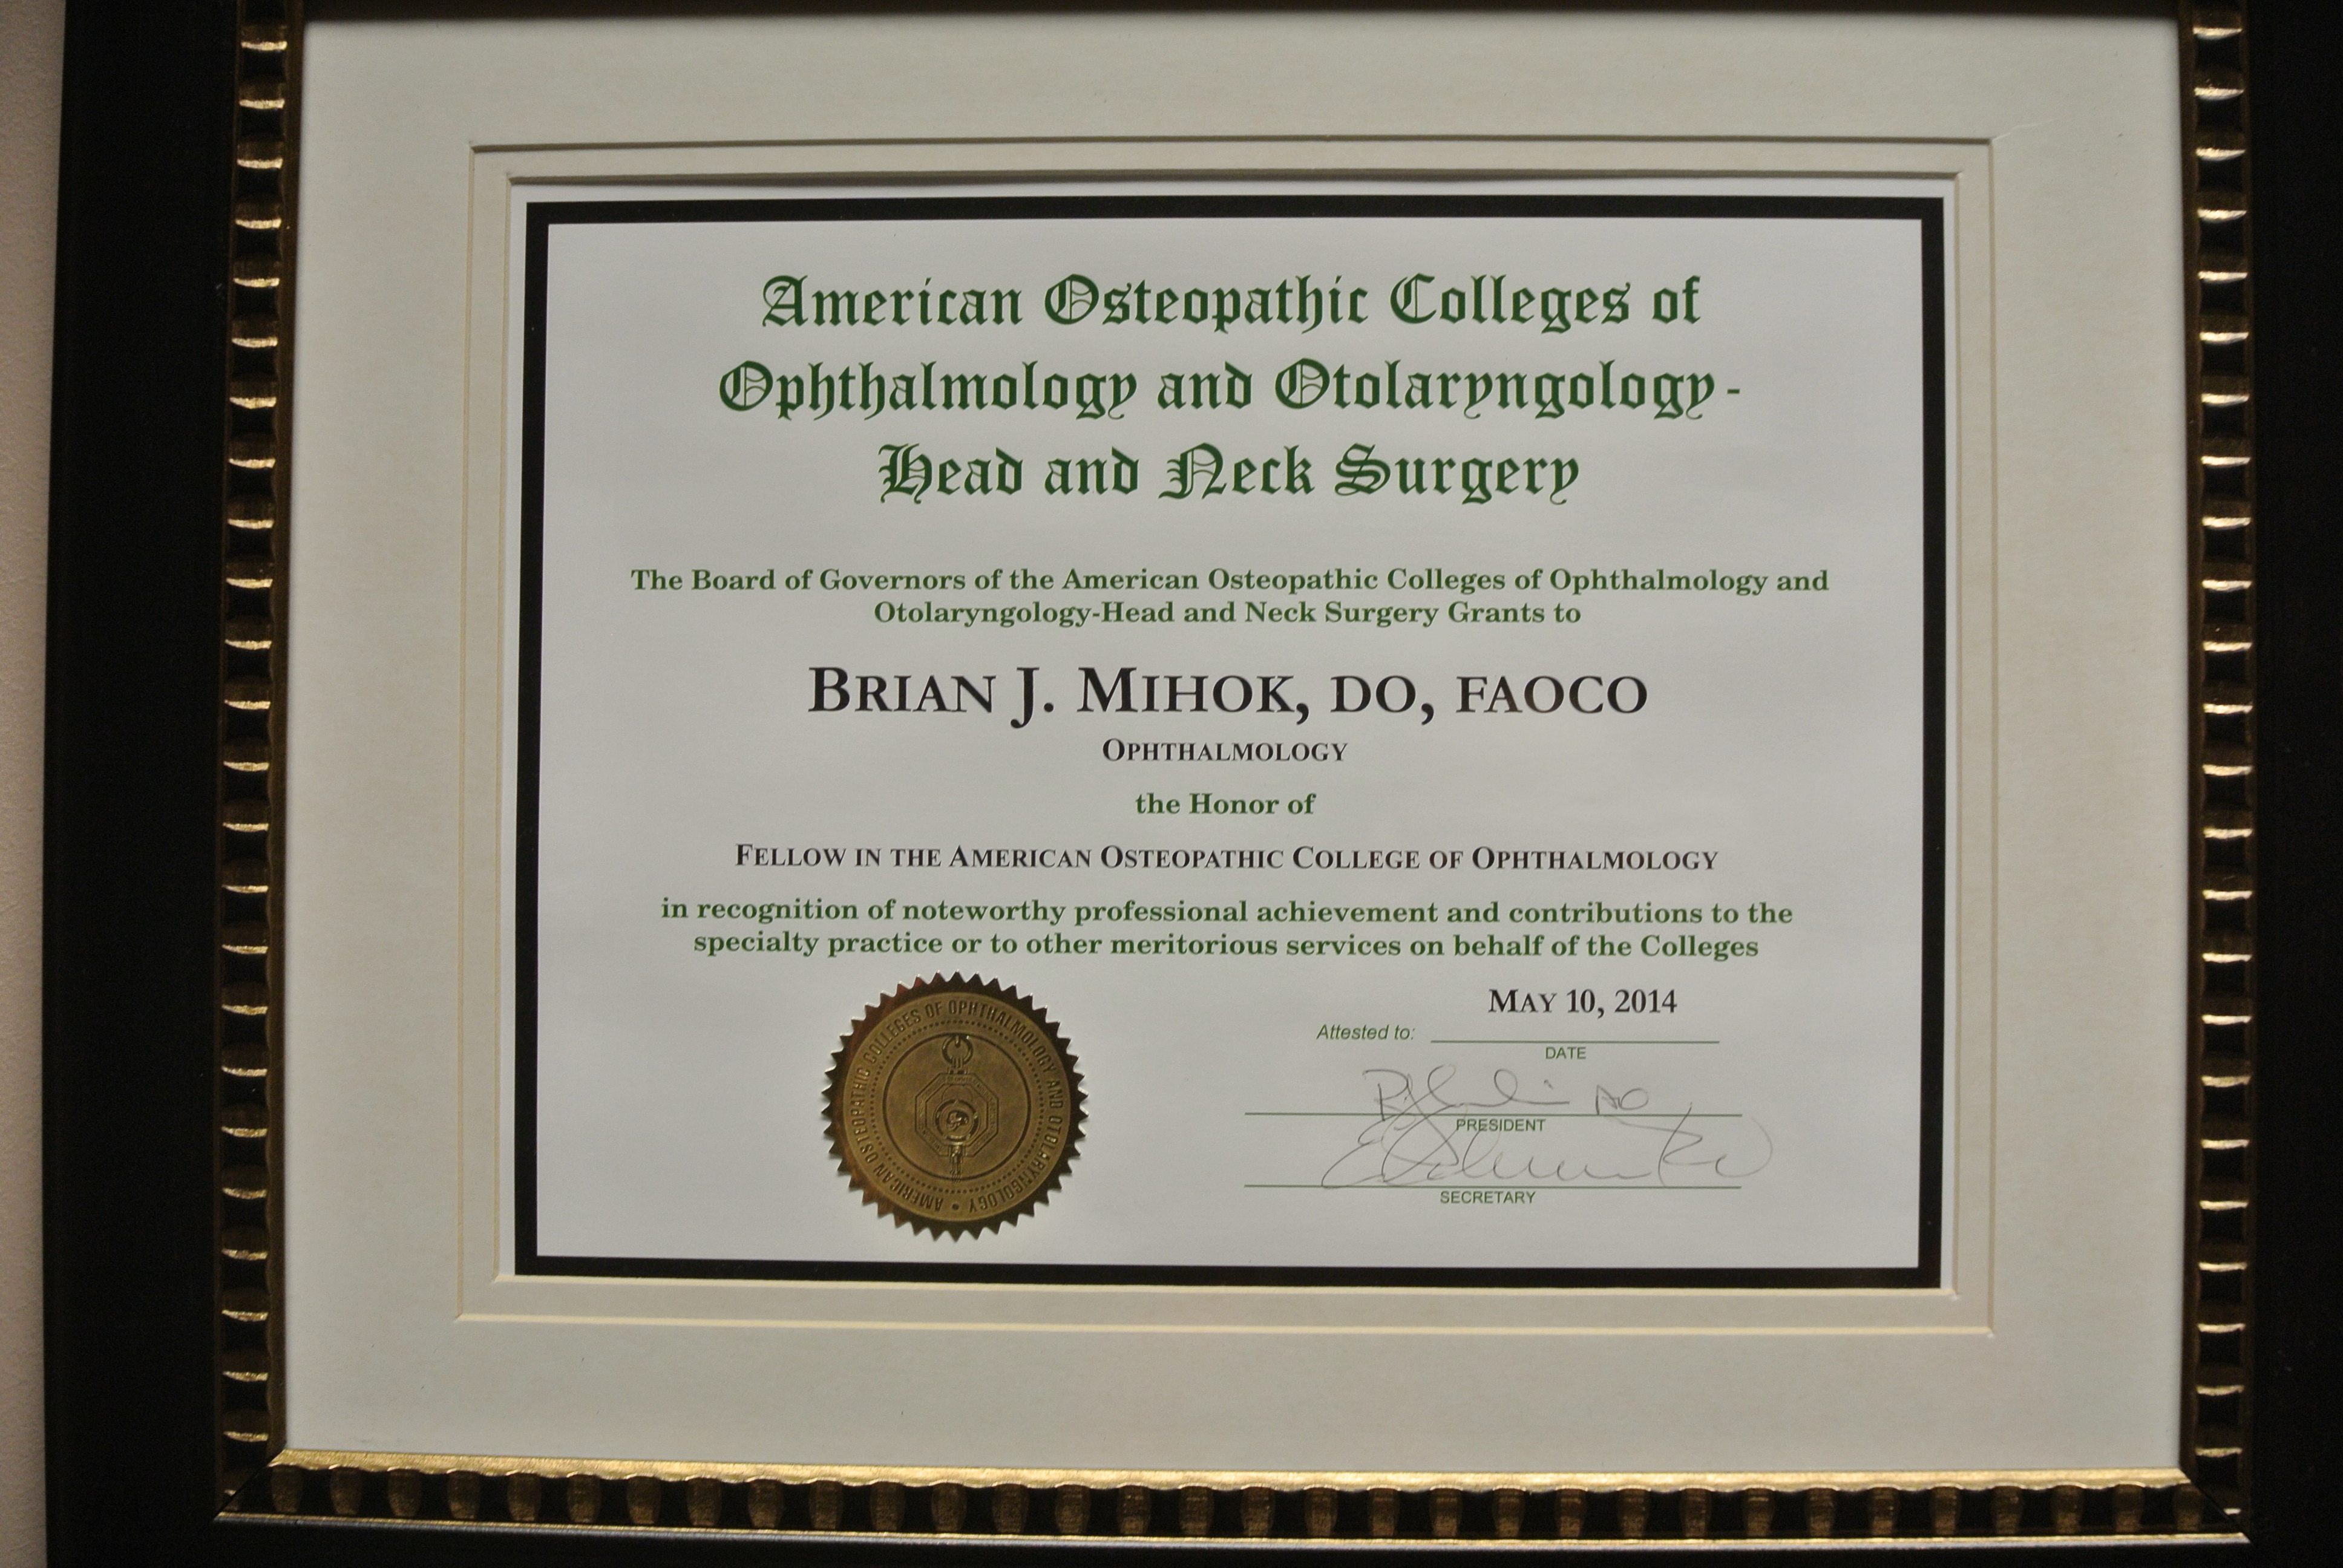 American Osteopathic Colleges of
Ophthalmology and Otolaryngology-
Head and Neck Surgery
The Board of Governors of the American Osteopathic Colleges of Ophthalmology and
Otolaryngology-Head and Neck Surgery Grants to
BRIAN J. MIHOK, DO, FAOCO
OPHTHALMOLOGY
the Honor of
FELLOW IN THE AMERICAN OSTEOPATHIC COLLEGE OF OPHTHALMOLOGY
in recognition of noteworthy professional achievement and contributions to the
specialty practice or to other meritorious services on behalf of the Colleges
AMERICAN OSTEOPATHIC COLLEGES OF OPHTHALMOLOGY AND OTOLARYNGOLOGY •
MAY 10, 2014
Attested to:
DATE
DO
PRESIDENT
SECRETARY